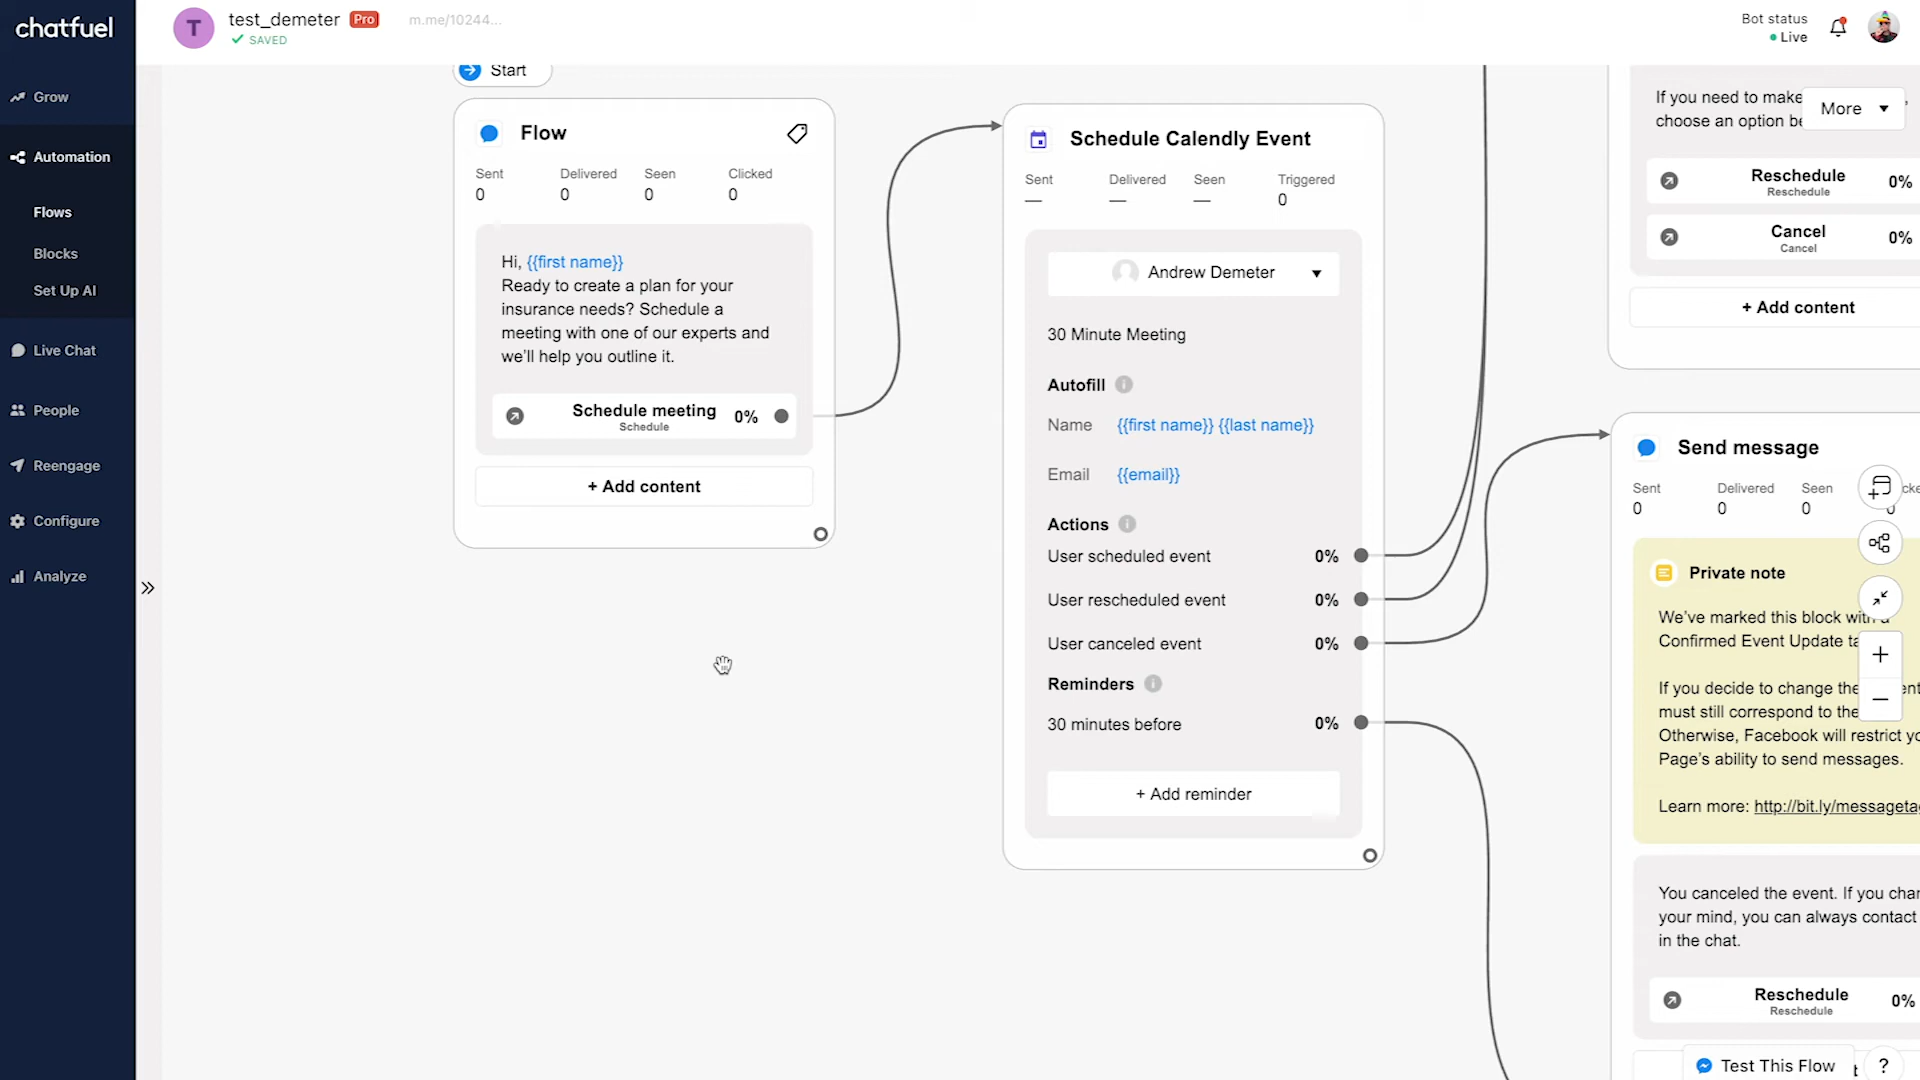 chatfuel
T
test_demeter Pro
m.me/10244...
SAVED
Bot status
Live
Grow
Automation
Flows
Blocks
Set Up AI
Live Chat
People
Reengage
Configure
Analyze
Start
Flow
Sent Delivered Seen Clicked
0 0 0 0
Hi, {{first name}}
Ready to create a plan for your
insurance needs? Schedule a
meeting with one of our experts and
we'll help you outline it.
Schedule meeting 0%
Schedule
+ Add content
Schedule Calendly Event
Sent Delivered Seen Triggered
— — — 0
Andrew Demeter
30 Minute Meeting
Autofill
Name {{first name}} {{last name}}
Email {{email}}
Actions
User scheduled event 0%
User rescheduled event 0%
User canceled event 0%
Reminders
30 minutes before 0%
+ Add reminder
If you need to make
choose an option
More
Reschedule 0%
Reschedule
Cancel 0%
Cancel
+ Add content
Send message
Sent Delivered Seen
0 0 0 0
Private note
We've marked this block with a
Confirmed Event Update
If you decide to change the
must still correspond to the
Otherwise, Facebook will restrict
Page's ability to send messages.
Learn more: http://bit.ly/messageta
You canceled the event. If you
your mind, you can always contact
in the chat.
Reschedule 0%
Reschedule
Test This Flow
?